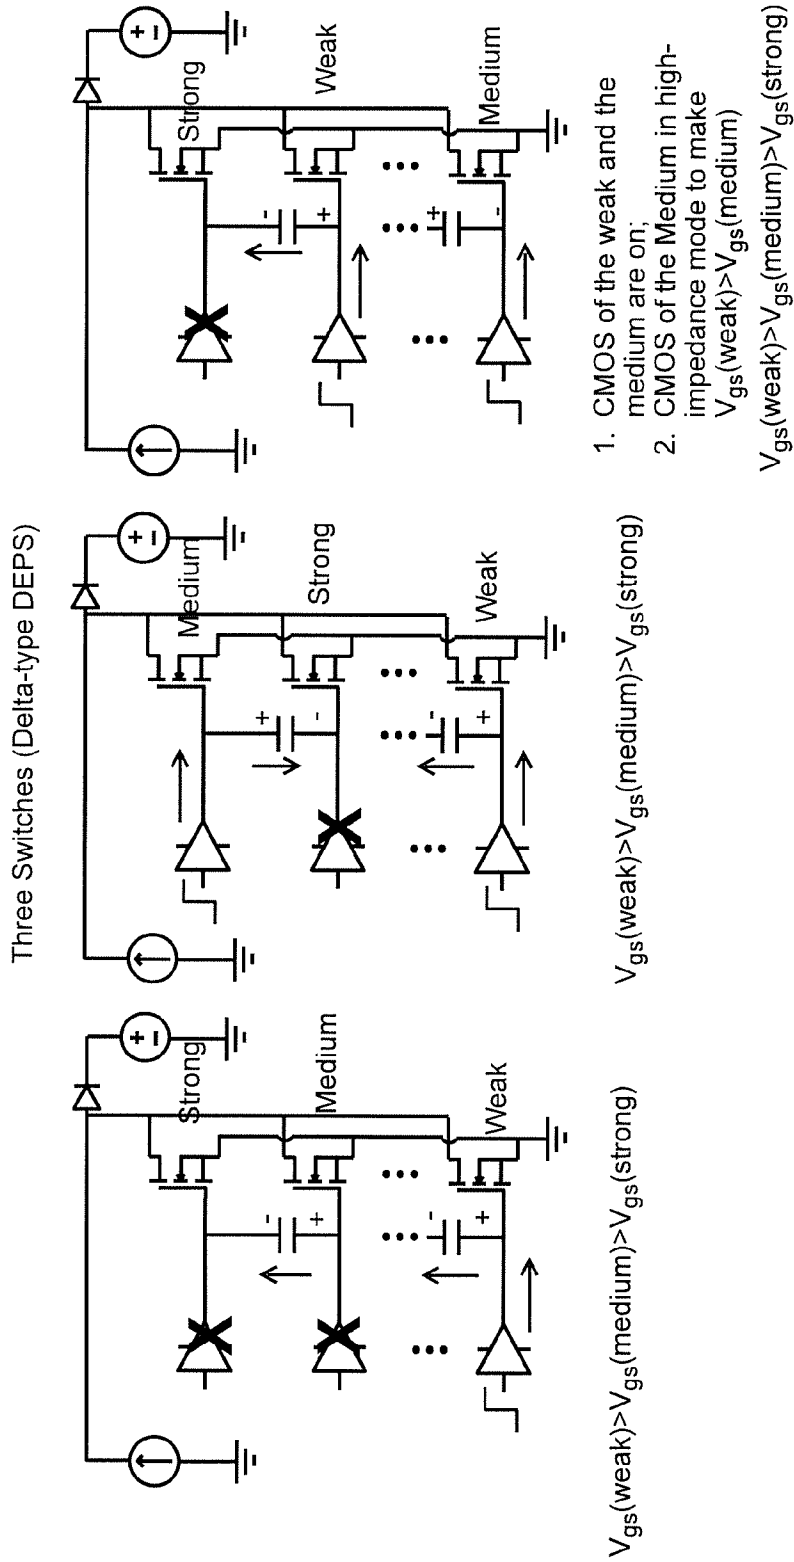 Three Switches (Delta-type DEPS)
Strong
Medium
Weak
+
-
-
+
-
+
Vgs(weak)>Vgs(medium)>Vgs(strong)
Medium
Strong
Weak
+
-
+
-
-
+
Vgs(weak)>Vgs(medium)>Vgs(strong)
Strong
Weak
Medium
+
-
-
+
+
-
1. CMOS of the weak and the
medium are on;
2. CMOS of the Medium in high-
impedance mode to make
Vgs(weak)>Vgs(medium)
Vgs(weak)>Vgs(medium)>Vgs(strong)